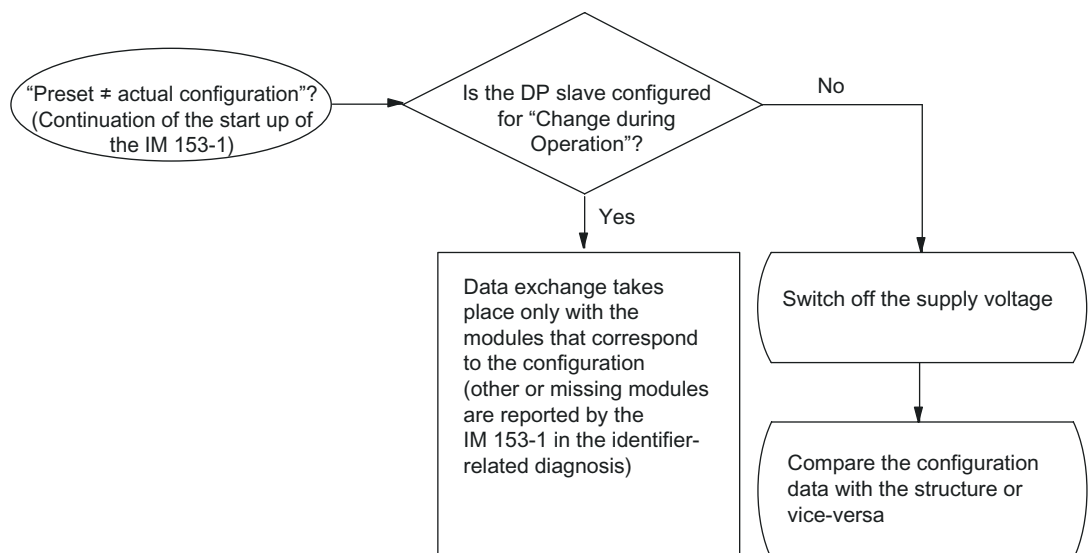 “Preset ≠ actual configuration”?
(Continuation of the start up of
the IM 153-1)
Is the DP slave configured
for “Change during
Operation”?
No
Yes
Data exchange takes
place only with the
modules that correspond
to the configuration
(other or missing modules
are reported by the
IM 153-1 in the identifier-
related diagnosis)
Switch off the supply voltage
Compare the configuration
data with the structure or
vice-versa